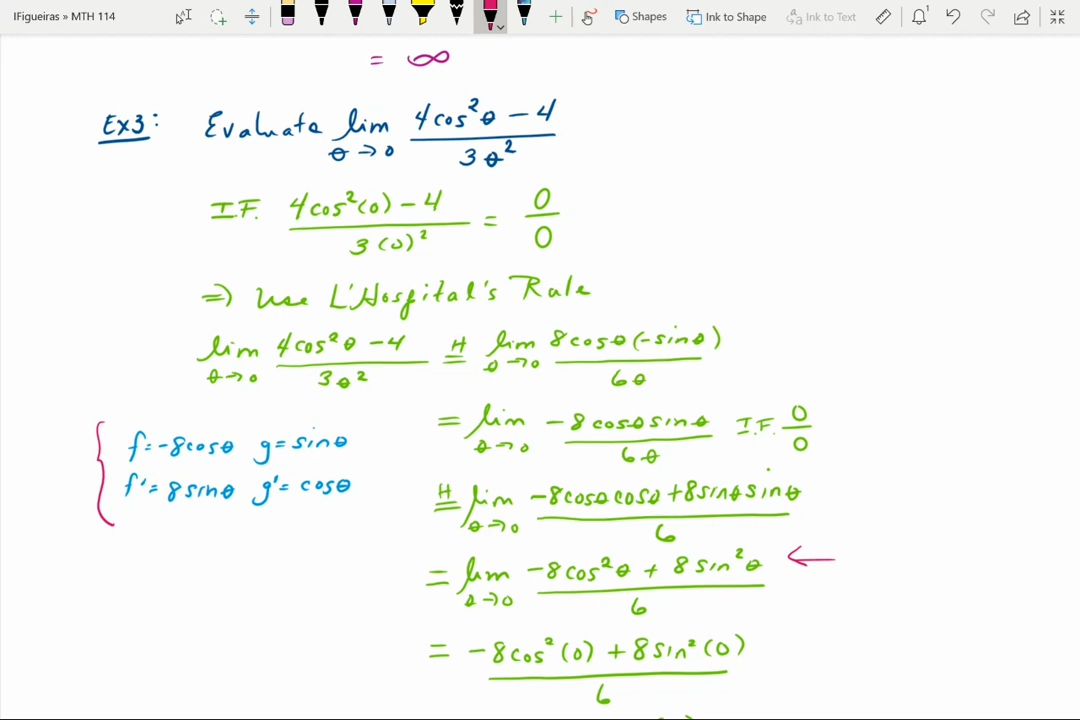 IFigueiras » MTH 114
Shapes Ink to Shape Ink to Text 1
= ∞
Ex3: Evaluate lim θ→0 (4cos²θ − 4)/(3θ²)
I.F. (4cos²(0) − 4)/(3(0)²) = 0/0
⇒ Use L'Hospital's Rule
lim θ→0 (4cos²θ − 4)/(3θ²) =ᴴ lim θ→0 (8cosθ(−sinθ))/(6θ)
= lim θ→0 (−8cosθsinθ)/(6θ) I.F. 0/0
f=−8cosθ g=sinθ
f'=8sinθ g'=cosθ
=ᴴ lim θ→0 (−8cosθcosθ+8sinθsinθ)/6
= lim θ→0 (−8cos²θ + 8sin²θ)/6 ←
= (−8cos²(0) + 8sin²(0))/6